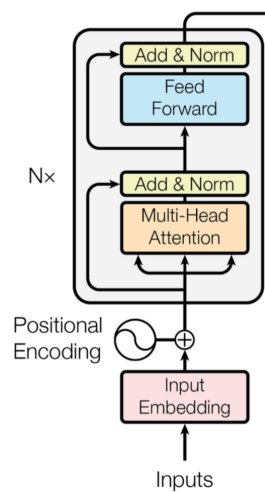 Add & Norm
Feed
Forward
N×
Add & Norm
Multi-Head
Attention
Positional
Encoding
Input
Embedding
Inputs